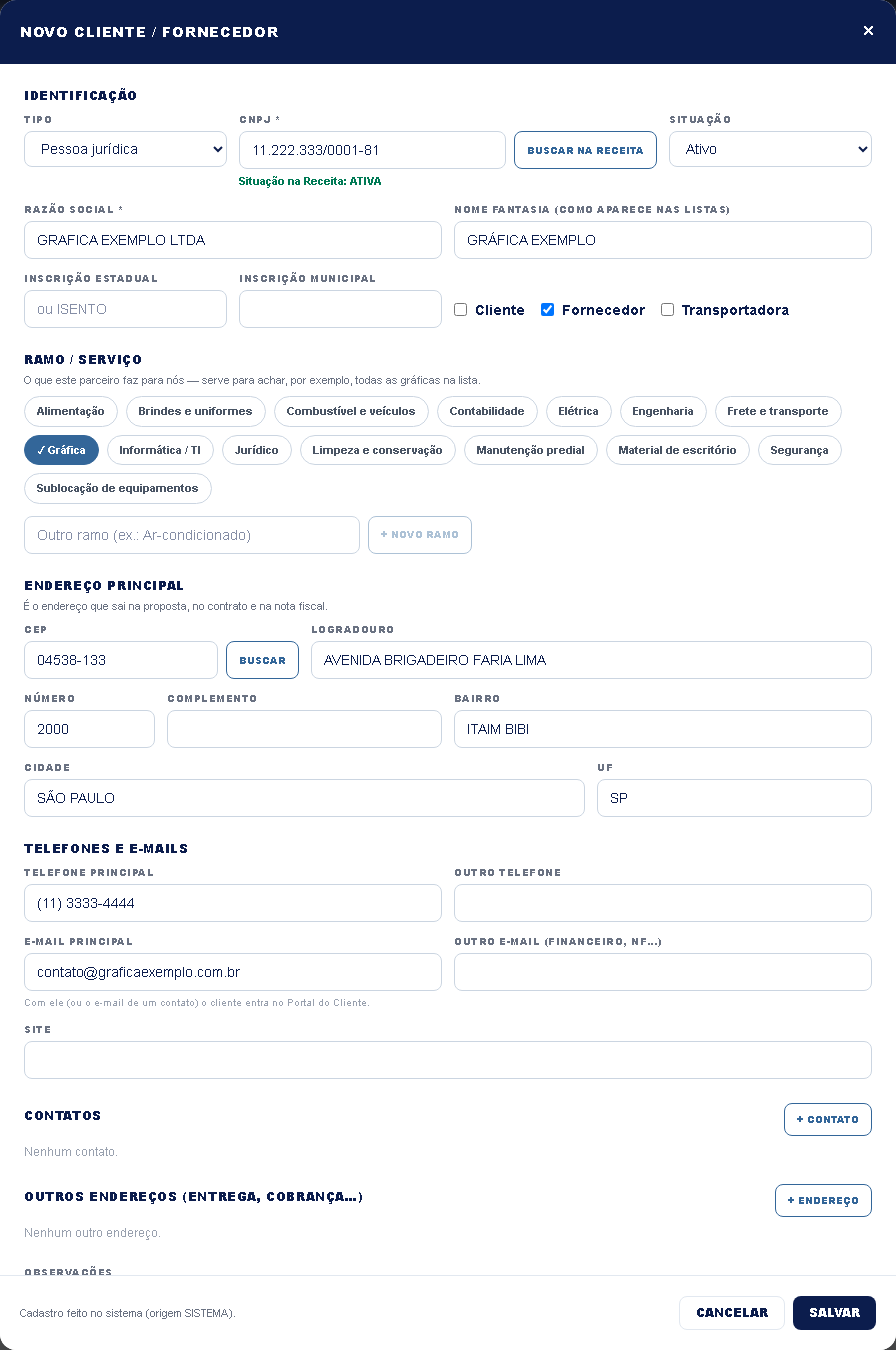 NOVO CLIENTE / FORNECEDOR ×
IDENTIFICAÇÃO
TIPO CNPJ * SITUAÇÃO
Pessoa jurídica 11.222.333/0001-81 BUSCAR NA RECEITA Ativo
Situação na Receita: ATIVA
RAZÃO SOCIAL * NOME FANTASIA (COMO APARECE NAS LISTAS)
GRAFICA EXEMPLO LTDA GRÁFICA EXEMPLO
INSCRIÇÃO ESTADUAL INSCRIÇÃO MUNICIPAL
ou ISENTO Cliente Fornecedor Transportadora
RAMO / SERVIÇO
O que este parceiro faz para nós — serve para achar, por exemplo, todas as gráficas na lista.
Alimentação Brindes e uniformes Combustível e veículos Contabilidade Elétrica Engenharia Frete e transporte
✓ Gráfica Informática / TI Jurídico Limpeza e conservação Manutenção predial Material de escritório Segurança
Sublocação de equipamentos
Outro ramo (ex.: Ar-condicionado) + NOVO RAMO
ENDEREÇO PRINCIPAL
É o endereço que sai na proposta, no contrato e na nota fiscal.
CEP LOGRADOURO
04538-133 BUSCAR AVENIDA BRIGADEIRO FARIA LIMA
NÚMERO COMPLEMENTO BAIRRO
2000 ITAIM BIBI
CIDADE UF
SÃO PAULO SP
TELEFONES E E-MAILS
TELEFONE PRINCIPAL OUTRO TELEFONE
(11) 3333-4444
E-MAIL PRINCIPAL OUTRO E-MAIL (FINANCEIRO, NF...)
contato@graficaexemplo.com.br
Com ele (ou o e-mail de um contato) o cliente entra no Portal do Cliente.
SITE
CONTATOS + CONTATO
Nenhum contato.
OUTROS ENDEREÇOS (ENTREGA, COBRANÇA...) + ENDEREÇO
Nenhum outro endereço.
OBSERVAÇÕES
Cadastro feito no sistema (origem SISTEMA). CANCELAR SALVAR